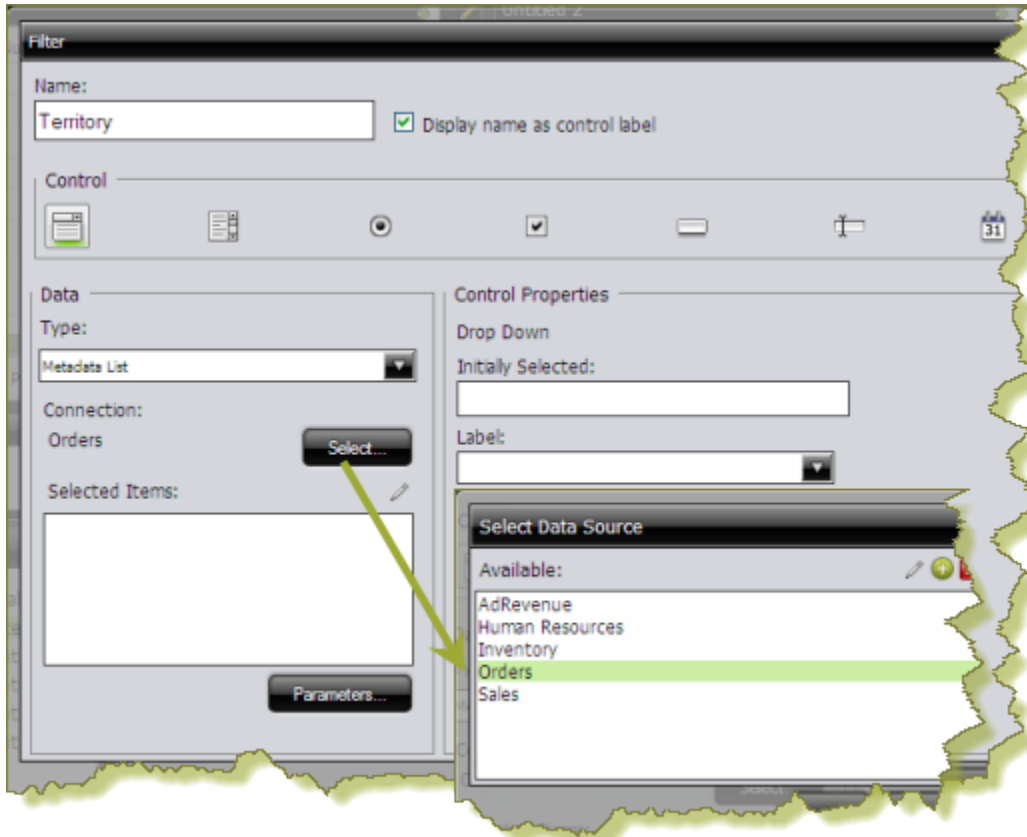 Untitled 2
Filter
Name:
Territory
Display name as control label
Control
31
Data
Type:
Metadata List
Connection:
Orders
Select...
Selected Items:
Parameters...
Control Properties
Drop Down
Initially Selected:
Label:
Select Data Source
Available:
AdRevenue
Human Resources
Inventory
Orders
Sales
Select